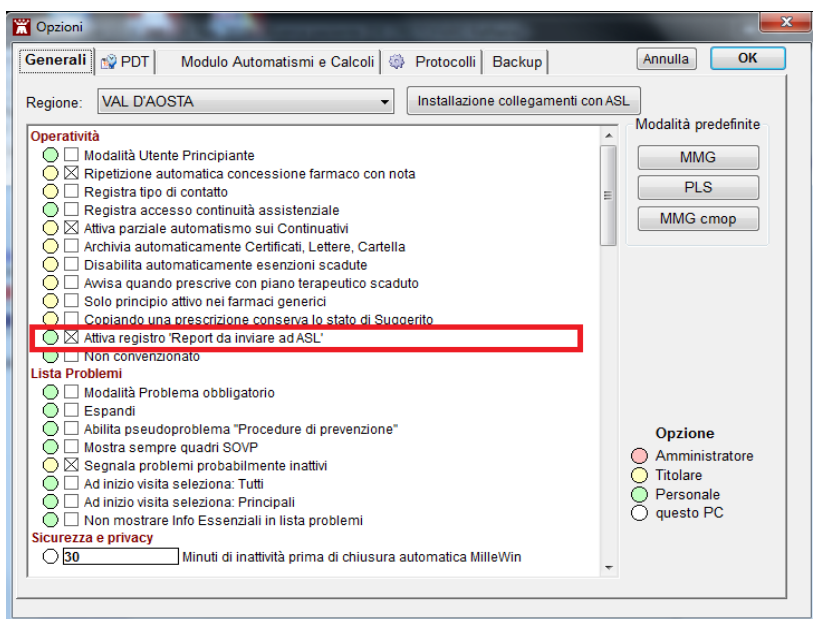 Opzioni
Generali PDT Modulo Automatismi e Calcoli Protocolli Backup Annulla OK
Regione: VAL D'AOSTA Installazione collegamenti con ASL
Modalità predefinite
MMG
PLS
MMG cmop
Operatività
Modalità Utente Principiante
Ripetizione automatica concessione farmaco con nota
Registra tipo di contatto
Registra accesso continuità assistenziale
Attiva parziale automatismo sui Continuativi
Archivia automaticamente Certificati, Lettere, Cartella
Disabilita automaticamente esenzioni scadute
Avvisa quando prescrive con piano terapeutico scaduto
Solo principio attivo nei farmaci generici
Copiando una prescrizione conserva lo stato di Suggerito
Attiva registro 'Report da inviare ad ASL'
Non convenzionato
Lista Problemi
Modalità Problema obbligatorio
Espandi
Abilita pseudoproblema "Procedure di prevenzione"
Mostra sempre quadri SOVP
Segnala problemi probabilmente inattivi
Ad inizio visita seleziona: Tutti
Ad inizio visita seleziona: Principali
Non mostrare Info Essenziali in lista problemi
Sicurezza e privacy
30 Minuti di inattività prima di chiusura automatica MilleWin
Opzione
Amministratore
Titolare
Personale
questo PC